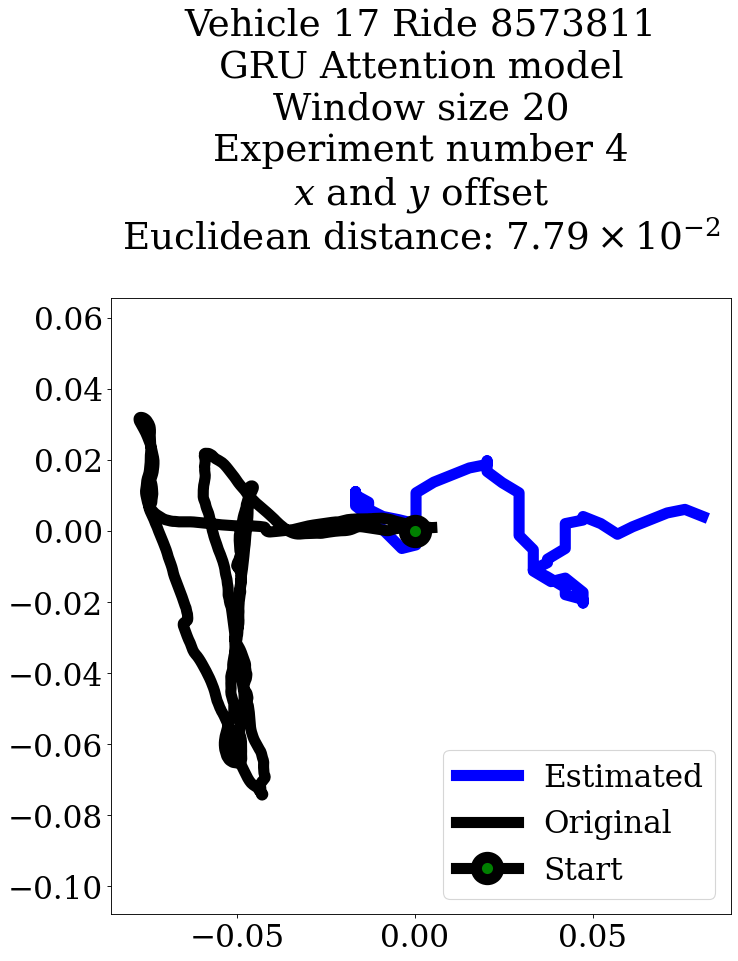 Vehicle 17 Ride 8573811
GRU Attention model
Window size 20
Experiment number 4
x and y offset
Euclidean distance: 7.79 × 10⁻²
0.06
0.04
0.02
0.00
−0.02
−0.04
−0.06
−0.08
−0.10
−0.05 0.00 0.05
Estimated
Original
Start